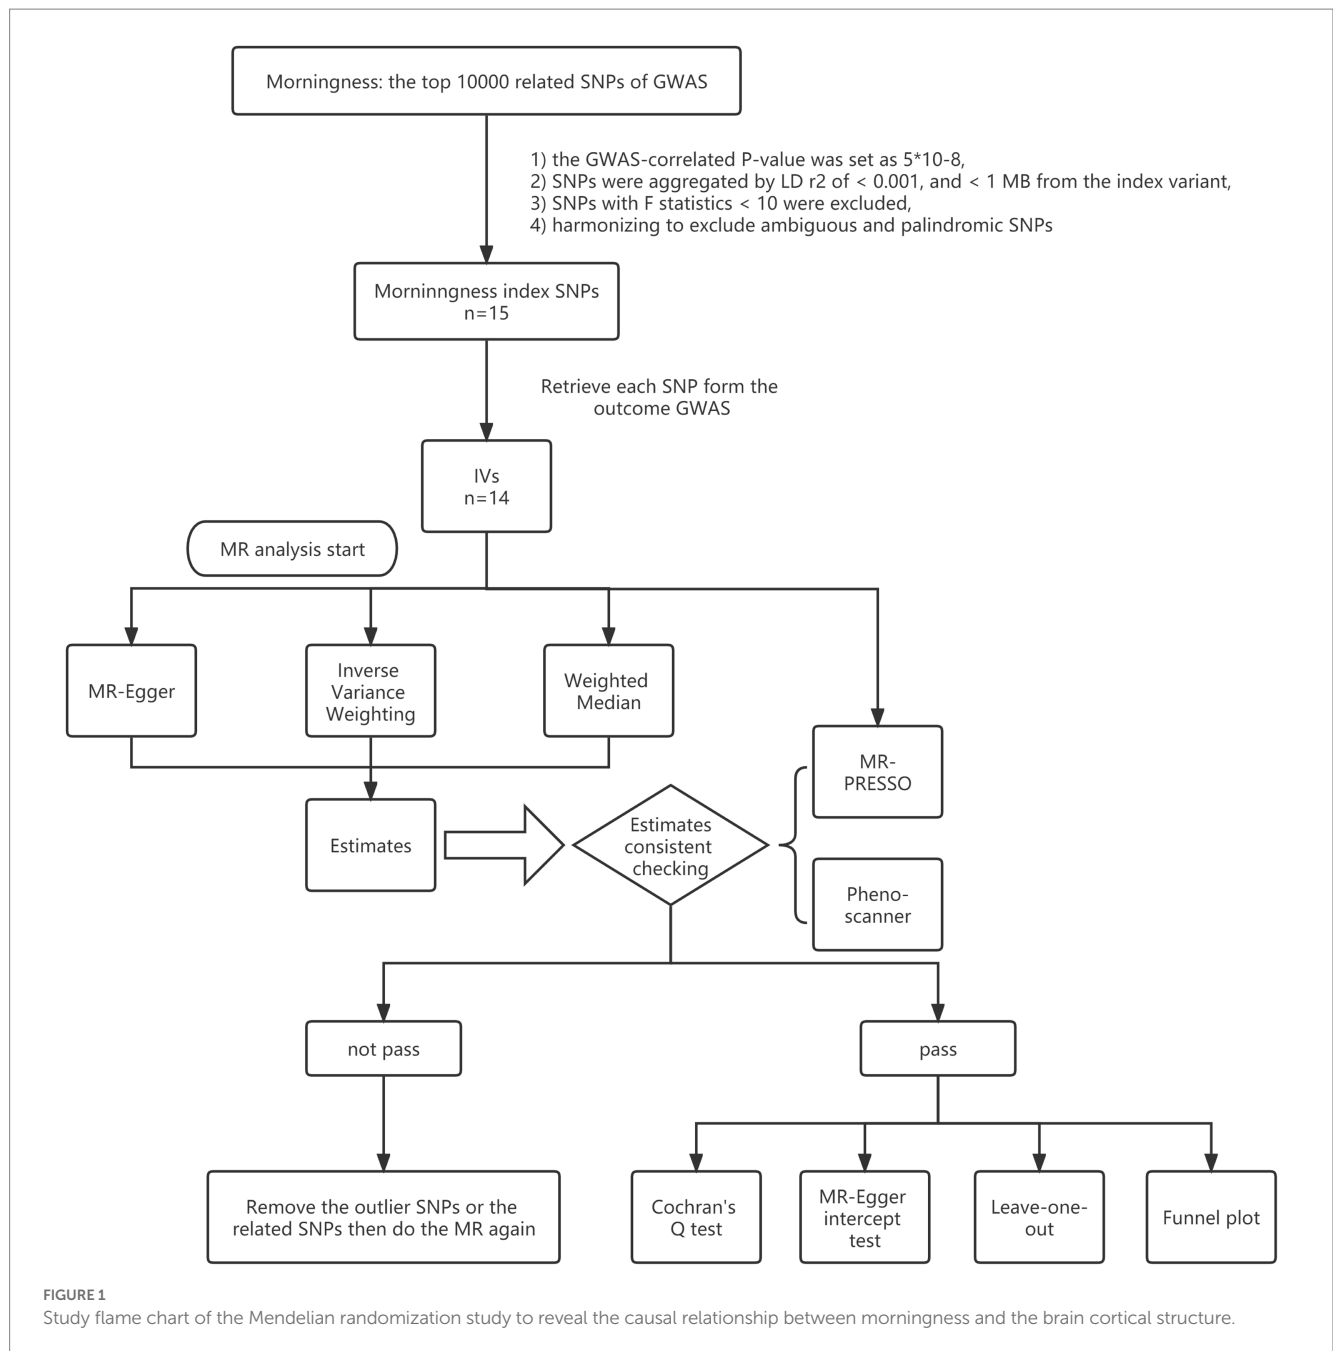 Morningness: the top 10000 related SNPs of GWAS
1) the GWAS-correlated P-value was set as 5*10-8,
2) SNPs were aggregated by LD r2 of < 0.001, and < 1 MB from the index variant,
3) SNPs with F statistics < 10 were excluded,
4) harmonizing to exclude ambiguous and palindromic SNPs
Morninngness index SNPs
n=15
Retrieve each SNP form the
outcome GWAS
IVs
n=14
MR analysis start
MR-Egger
Inverse
Variance
Weighting
Weighted
Median
MR-
PRESSO
Estimates
Estimates
consistent
checking
Pheno-
scanner
not pass
pass
Remove the outlier SNPs or the
related SNPs then do the MR again
Cochran's
Q test
MR-Egger
intercept
test
Leave-one-
out
Funnel plot
FIGURE 1
Study flame chart of the Mendelian randomization study to reveal the causal relationship between morningness and the brain cortical structure.